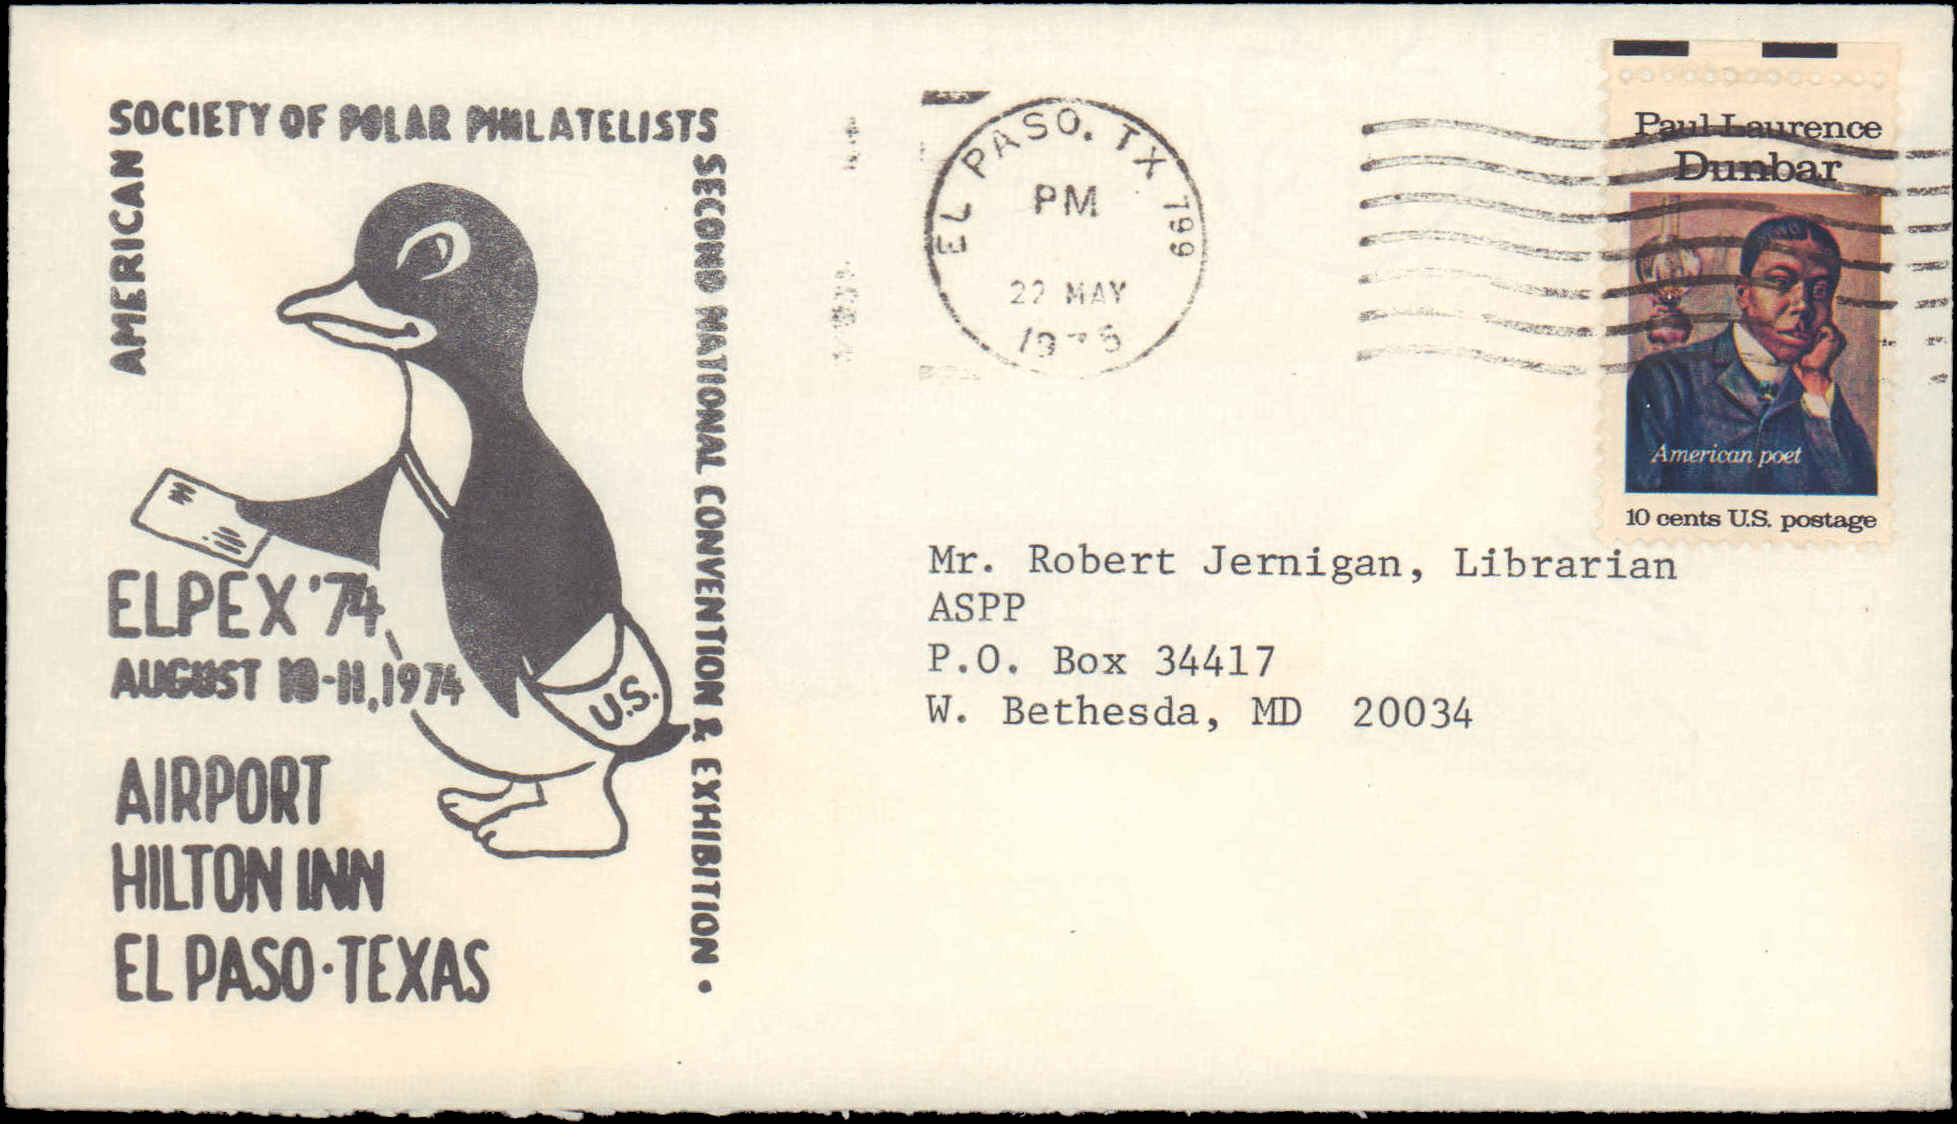 AMERICAN
SOCIETY OF POLAR PHILATELISTS
SECOND NATIONAL CONVENTION & EXHIBITION •
ELPEX '74
AUGUST 10-11, 1974
AIRPORT
HILTON INN
EL PASO • TEXAS
U.S.
EL PASO, TX 799
PM
22 MAY
Paul Laurence
Dunbar
American poet
10 cents U.S. postage
Mr. Robert Jernigan, Librarian
ASPP
P.O. Box 34417
W. Bethesda, MD 20034